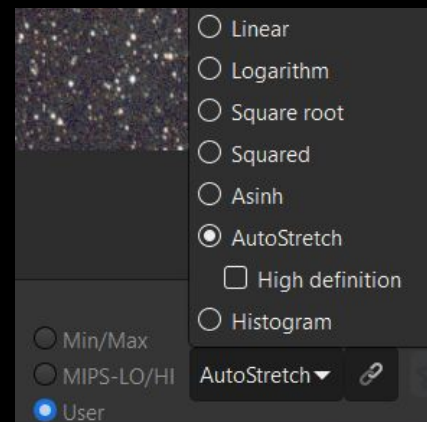 Linear
Logarithm
Square root
Squared
Asinh
AutoStretch
High definition
Histogram
Min/Max
MIPS-LO/HI
AutoStretch
User